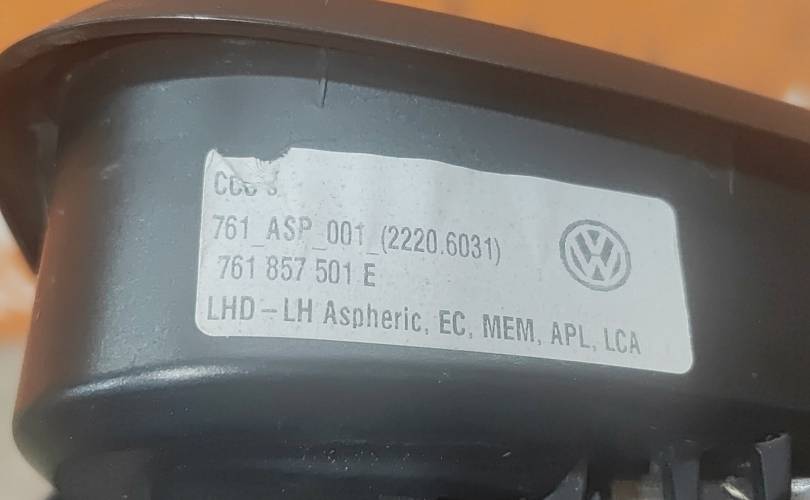 761_ASP_001_(2220.6031)
761 857 501 E
LHD - LH Aspheric, EC, MEM, APL, LCA